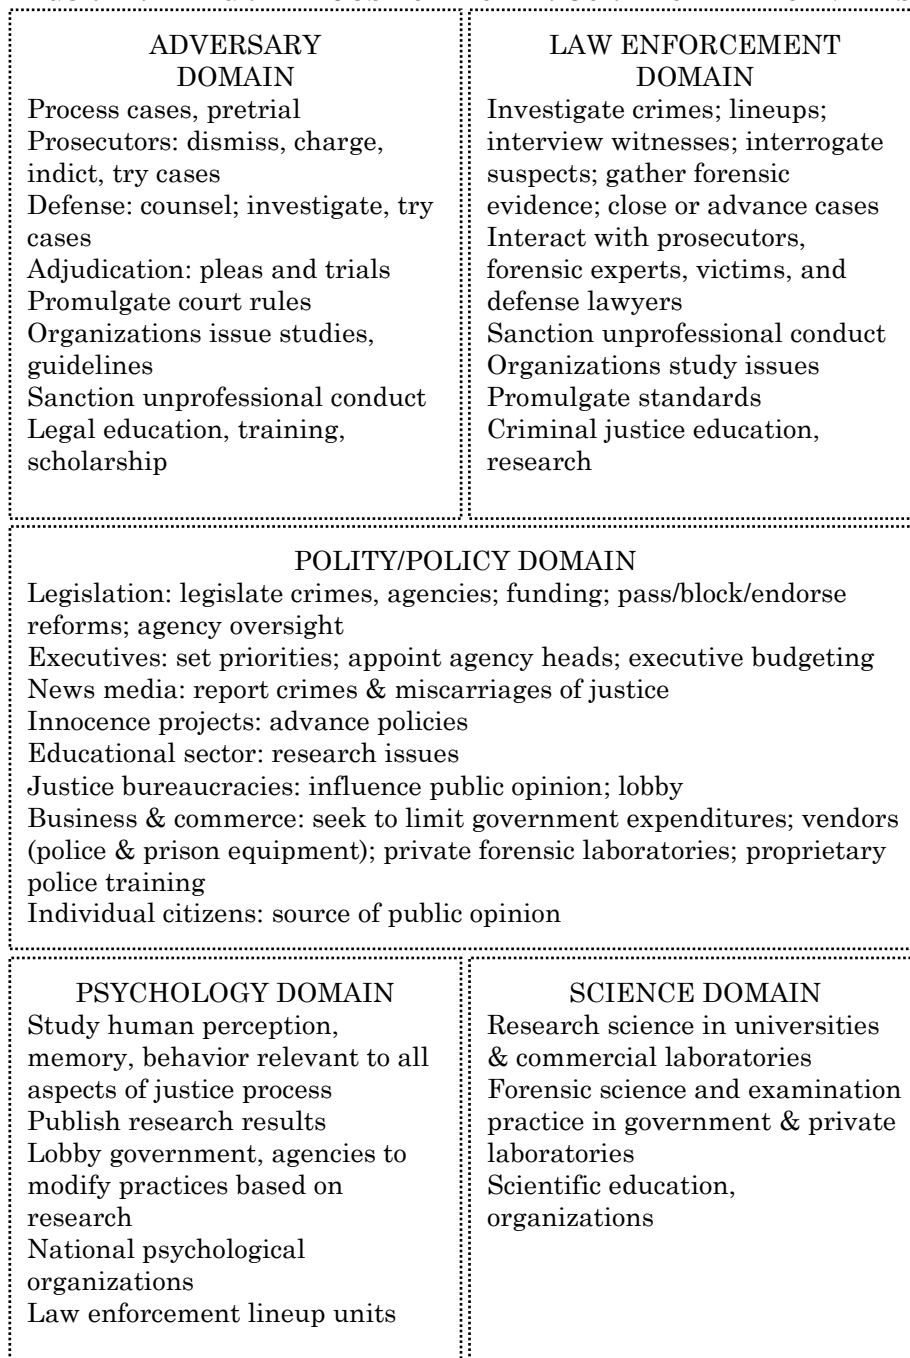 ADVERSARY
DOMAIN
Process cases, pretrial
Prosecutors: dismiss, charge,
indict, try cases
Defense: counsel; investigate, try
cases
Adjudication: pleas and trials
Promulgate court rules
Organizations issue studies,
guidelines
Sanction unprofessional conduct
Legal education, training,
scholarship
LAW ENFORCEMENT
DOMAIN
Investigate crimes; lineups;
interview witnesses; interrogate
suspects; gather forensic
evidence; close or advance cases
Interact with prosecutors,
forensic experts, victims, and
defense lawyers
Sanction unprofessional conduct
Organizations study issues
Promulgate standards
Criminal justice education,
research
POLITY/POLICY DOMAIN
Legislation: legislate crimes, agencies; funding; pass/block/endorse
reforms; agency oversight
Executives: set priorities; appoint agency heads; executive budgeting
News media: report crimes & miscarriages of justice
Innocence projects: advance policies
Educational sector: research issues
Justice bureaucracies: influence public opinion; lobby
Business & commerce: seek to limit government expenditures; vendors
(police & prison equipment); private forensic laboratories; proprietary
police training
Individual citizens: source of public opinion
PSYCHOLOGY DOMAIN
Study human perception,
memory, behavior relevant to all
aspects of justice process
Publish research results
Lobby government, agencies to
modify practices based on
research
National psychological
organizations
Law enforcement lineup units
SCIENCE DOMAIN
Research science in universities
& commercial laboratories
Forensic science and examination
practice in government & private
laboratories
Scientific education,
organizations